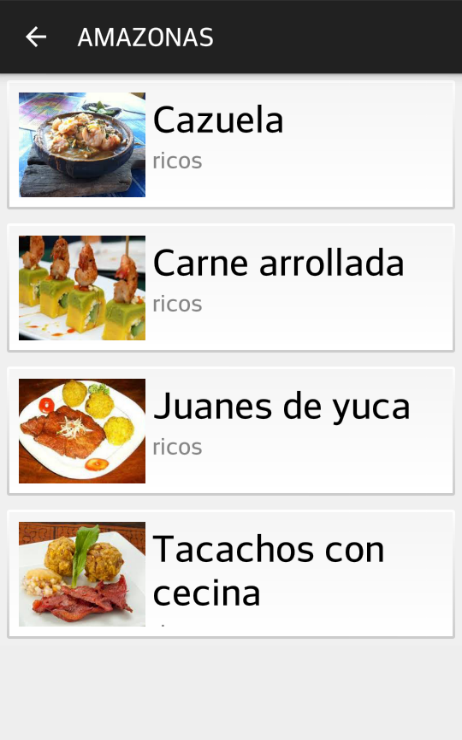 AMAZONAS
Cazuela
ricos
Carne arrollada
ricos
Juanes de yuca
ricos
Tacachos con
cecina